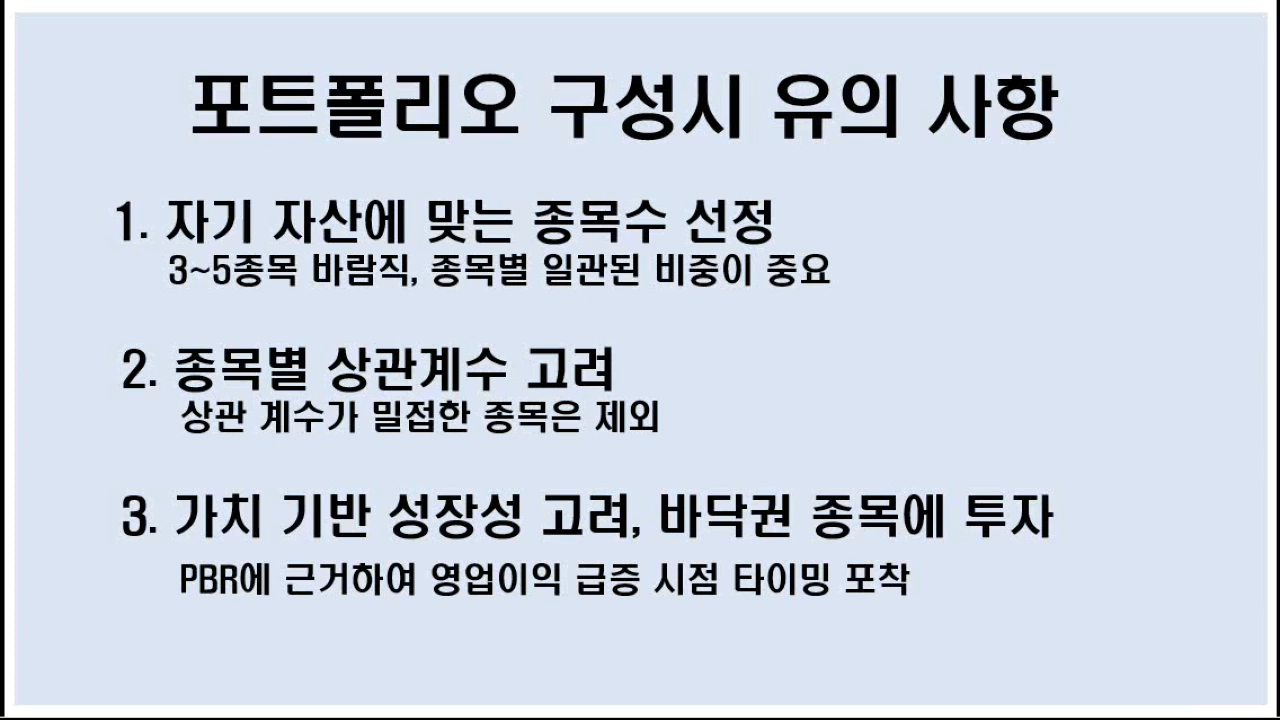 포트폴리오 구성시 유의 사항
1. 자기 자산에 맞는 종목수 선정
3~5종목 바람직, 종목별 일관된 비중이 중요
2. 종목별 상관계수 고려
상관 계수가 밀접한 종목은 제외
3. 가치 기반 성장성 고려, 바닥권 종목에 투자
PBR에 근거하여 영업이익 급증 시점 타이밍 포착